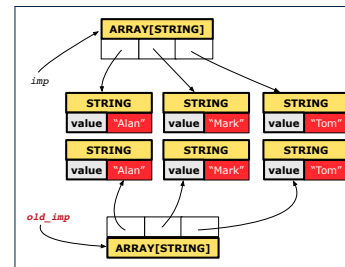 ARRAY[STRING]
imp
STRING STRING STRING
value "Alan" value "Mark" value "Tom"
STRING STRING STRING
value "Alan" value "Mark" value "Tom"
old_imp
ARRAY[STRING]